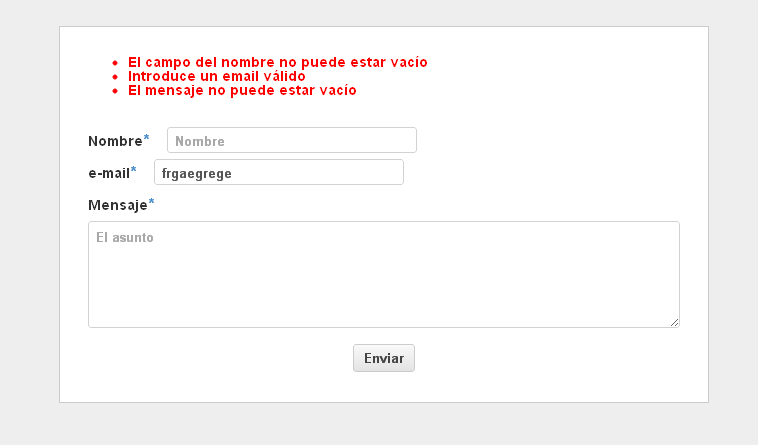 El campo del nombre no puede estar vacío
Introduce un email válido
El mensaje no puede estar vacío
Nombre* Nombre
e-mail* frgaegrege
Mensaje*
El asunto
Enviar